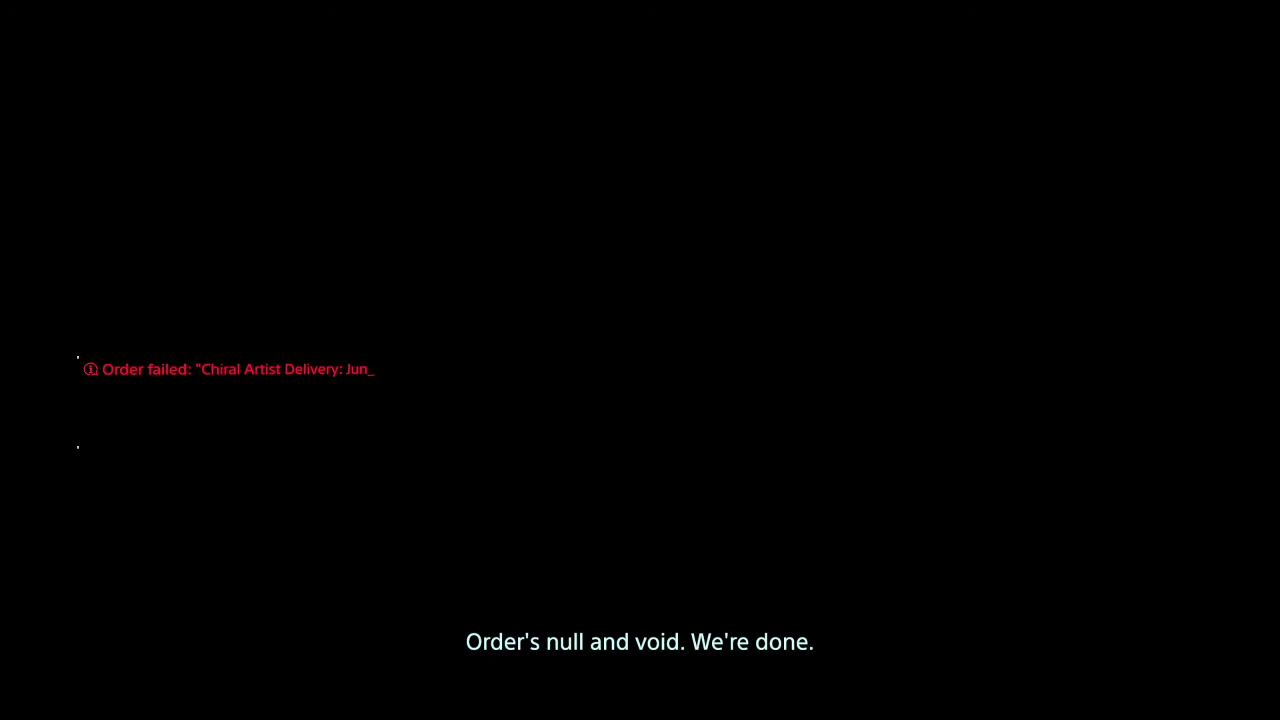 Order failed: "Chiral Artist Delivery: Jun_
Order's null and void. We're done.